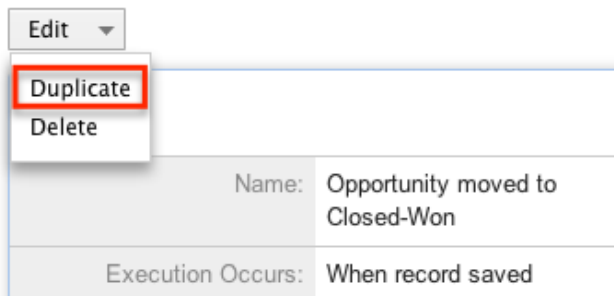 Edit
Duplicate
Delete
Name: Opportunity moved to
Closed-Won
Execution Occurs: When record saved